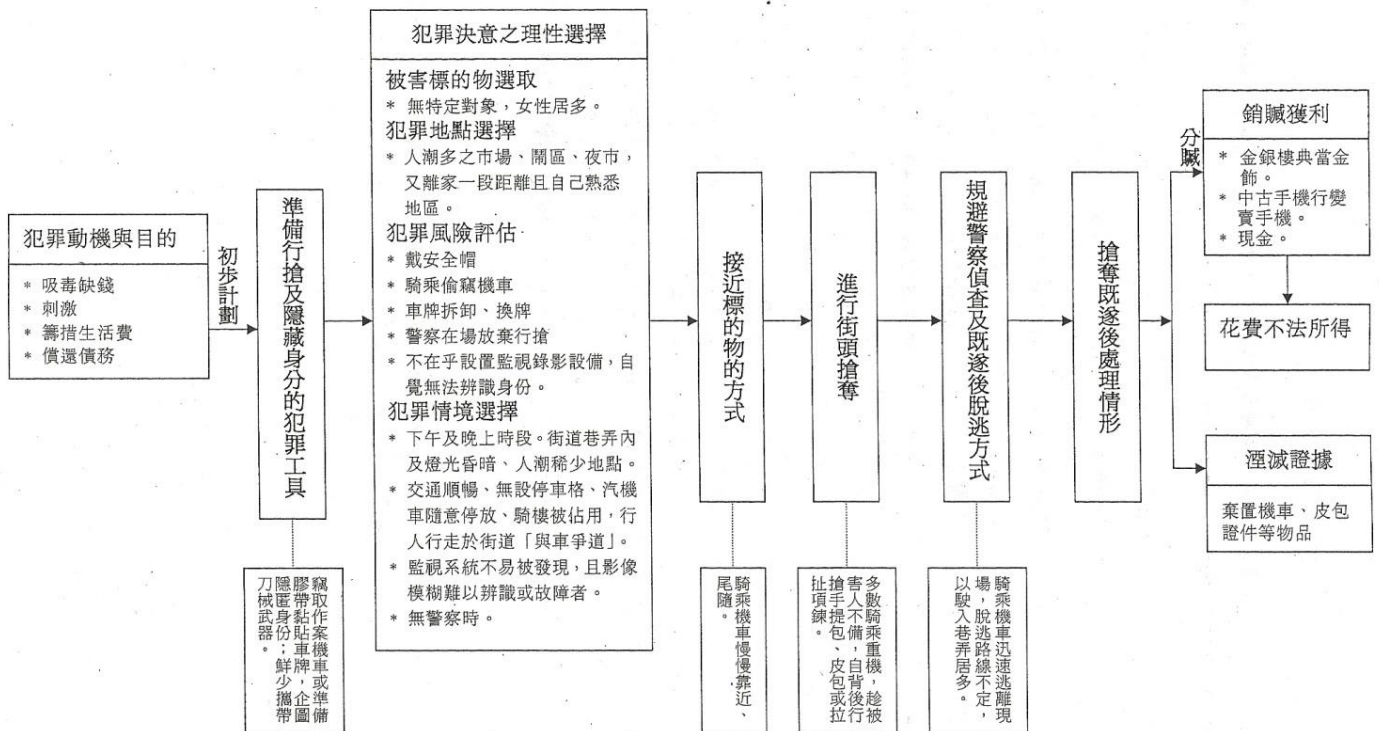 犯罪動機與目的
* 吸毒缺錢
* 刺激
* 籌措生活費
* 償還債務
初步計劃
準備行搶及隱藏身分的犯罪工具
竊取作案機車或準備
膠帶黏貼車牌，企圖
隱匿身份；鮮少攜帶
刀械武器。
犯罪決意之理性選擇
被害標的物選取
* 無特定對象，女性居多。
犯罪地點選擇
* 人潮多之市場、鬧區、夜市，
又離家一段距離且自己熟悉
地區。
犯罪風險評估
* 戴安全帽
* 騎乘偷竊機車
* 車牌拆卸、換牌
* 警察在場放棄行搶
* 不在乎設置監視錄影設備，自
覺無法辨識身份。
犯罪情境選擇
* 下午及晚上時段。街道巷弄內
及燈光昏暗、人潮稀少地點。
* 交通順暢、無設停車格、汽機
車隨意停放、騎樓被佔用，行
人行走於街道「與車爭道」。
* 監視系統不易被發現，且影像
模糊難以辨識或故障者。
* 無警察時。
接近標的物的方式
騎乘機車慢慢靠近、
尾隨。
進行街頭搶奪
多數騎乘重機，趁被
害人不備，自背後行
搶手提包、皮包或拉
扯項鍊。
規避警察偵查及既遂後脫逃方式
騎乘機車迅速逃離現
場，脫逃路線不定，
以駛入巷弄居多。
搶奪既遂後處理情形
分贓
銷贓獲利
* 金銀樓典當金
飾。
* 中古手機行變
賣手機。
* 現金。
花費不法所得
湮滅證據
棄置機車、皮包
證件等物品